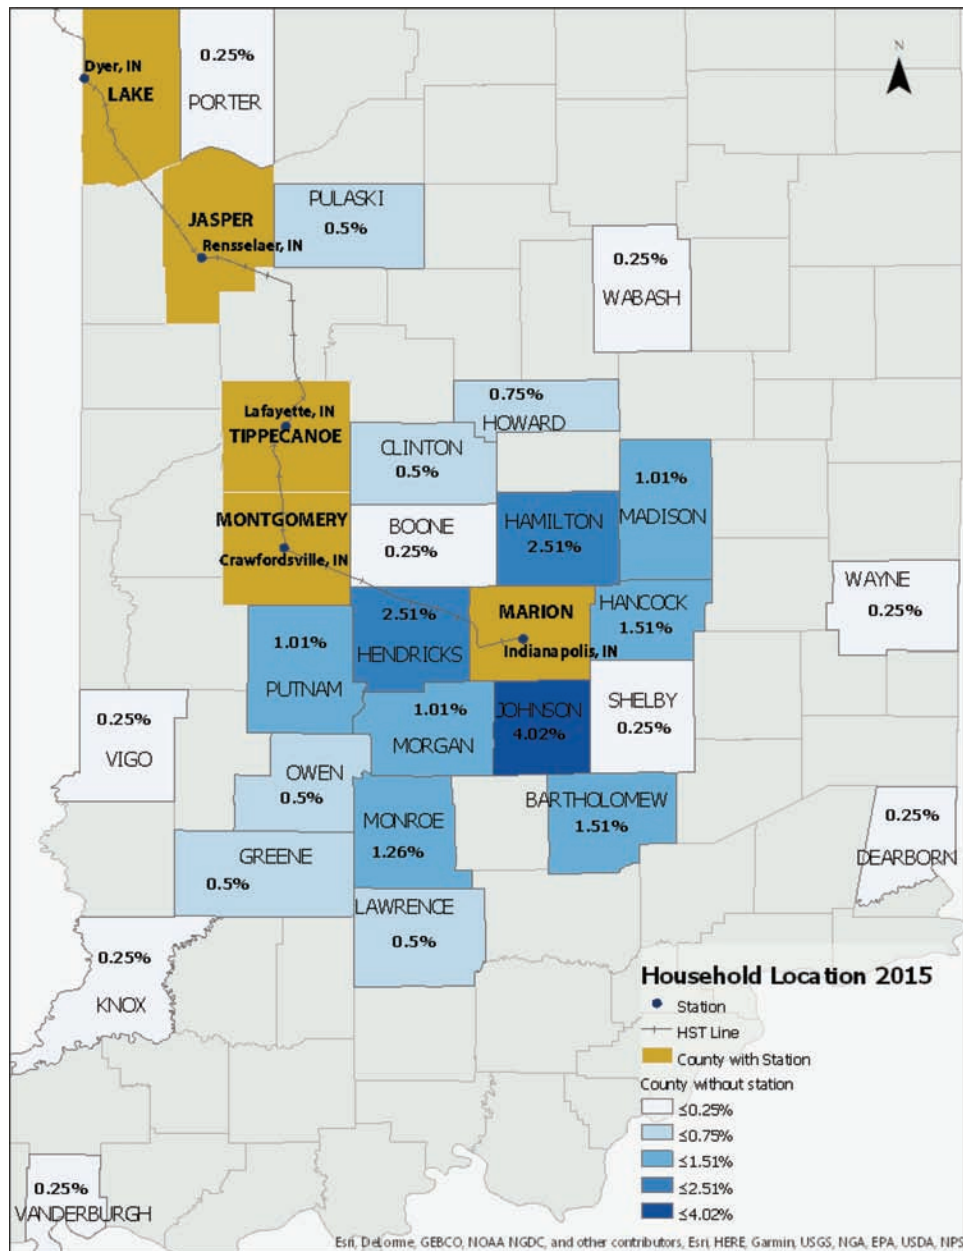 N
0.25%
Dyer, IN
LAKE
PORTER
PULASKI
0.5%
JASPER
Rensselaer, IN
0.25%
WABASH
0.75%
HOWARD
Lafayette, IN
TIPPECANOE
CLINTON
0.5%
1.01%
MADISON
MONTGOMERY
Crawfordsville, IN
BOONE
0.25%
HAMILTON
2.51%
WAYNE
0.25%
HANCOCK
1.51%
MARION
Indianapolis, IN
2.51%
HENDRICKS
1.01%
PUTNAM
0.25%
VIGO
1.01%
MORGAN
JOHNSON
4.02%
SHELBY
0.25%
OWEN
0.5%
MONROE
1.26%
BARTHOLOMEW
1.51%
0.25%
DEARBORN
GREENE
0.5%
LAWRENCE
0.5%
0.25%
KNOX
0.25%
VANDERBURGH
Household Location 2015
Station
HST Line
County with Station
County without station
≤0.25%
≤0.75%
≤1.51%
≤2.51%
≤4.02%
Esri, DeLorme, GEBCO, NOAA NGDC, and other contributors, Esri, HERE, Garmin, USGS, NGA, EPA, USDA, NPS